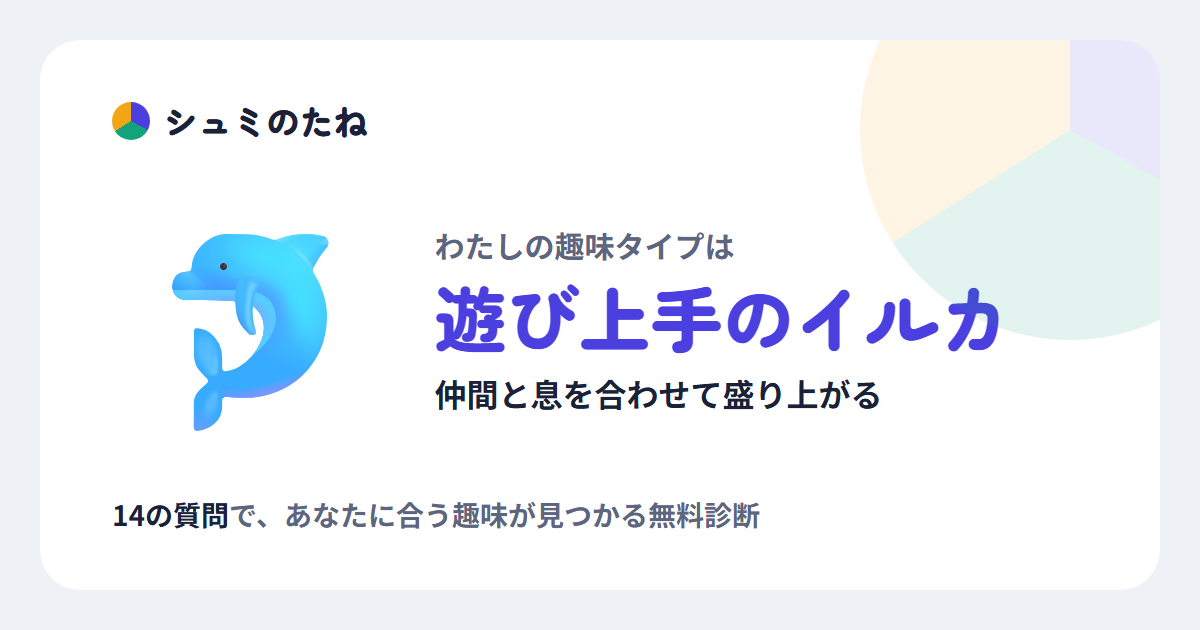 シュミのたね
わたしの趣味タイプは
遊び上手のイルカ
仲間と息を合わせて盛り上がる
14の質問で、あなたに合う趣味が見つかる無料診断